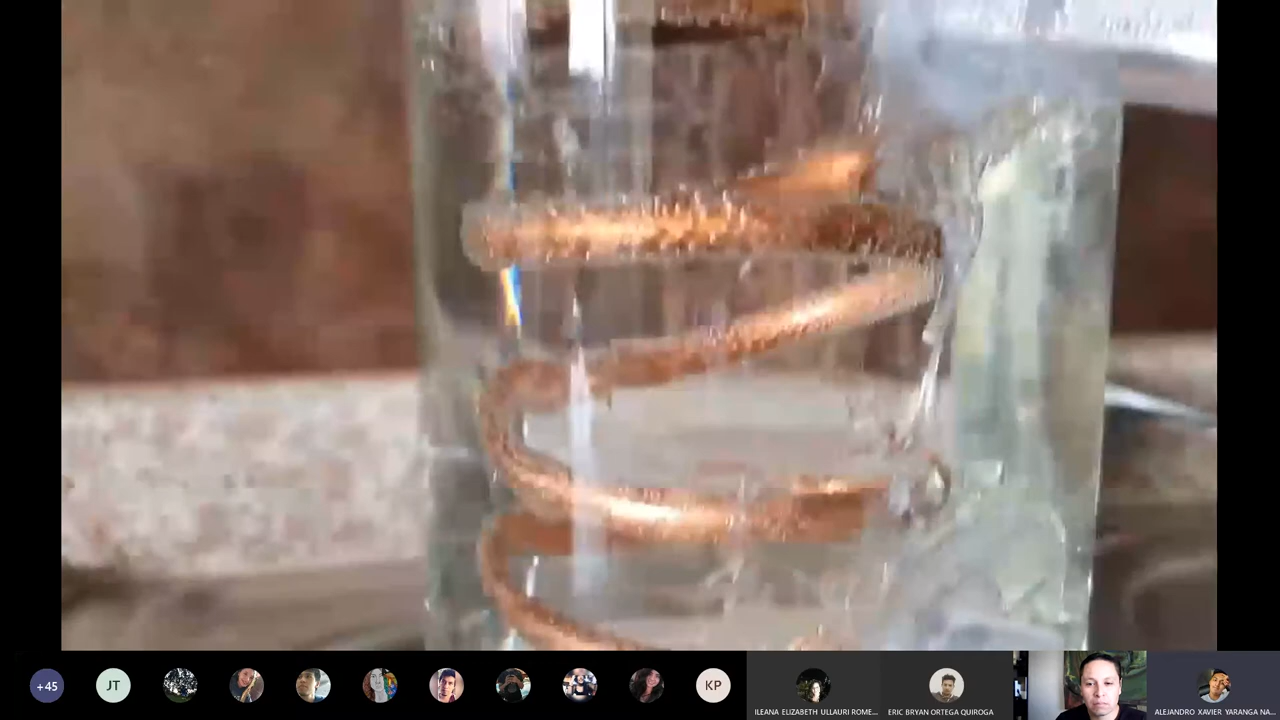 +45
JT
KP
ILEANA ELIZABETH ULLAURI ROME...
ERIC BRYAN ORTEGA QUIROGA
ALEJANDRO XAVIER YARANGA NA...